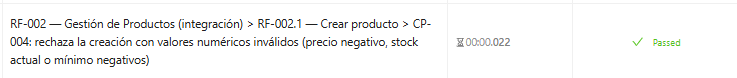 RF-002 — Gestión de Productos (integración) > RF-002.1 — Crear producto > CP-
004: rechaza la creación con valores numéricos inválidos (precio negativo, stock
actual o mínimo negativos)
00:00.022
Passed